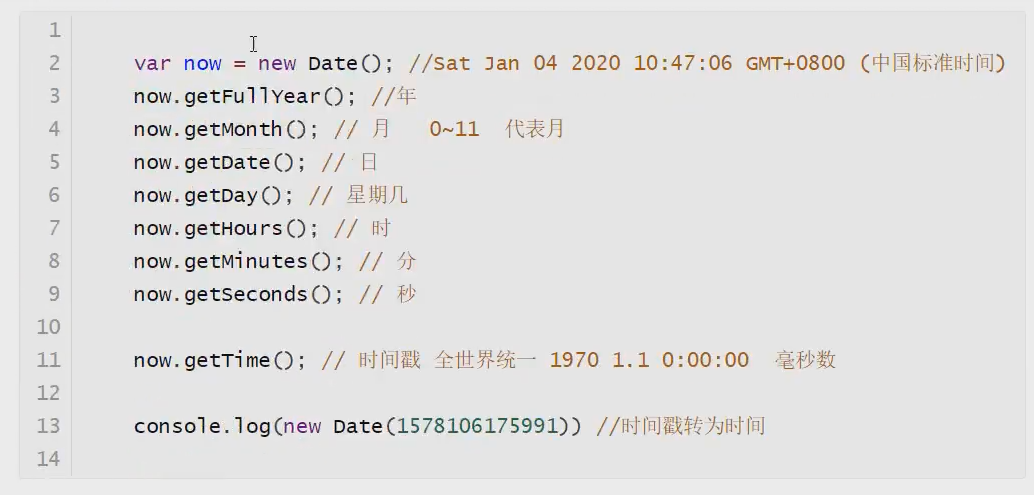 1
2 var now = new Date(); //Sat Jan 04 2020 10:47:06 GMT+0800 (中国标准时间)
3 now.getFullYear(); //年
4 now.getMonth(); // 月 0~11 代表月
5 now.getDate(); // 日
6 now.getDay(); // 星期几
7 now.getHours(); // 时
8 now.getMinutes(); // 分
9 now.getSeconds(); // 秒
10
11 now.getTime(); // 时间戳 全世界统一 1970 1.1 0:00:00 毫秒数
12
13 console.log(new Date(1578106175991)) //时间戳转为时间
14